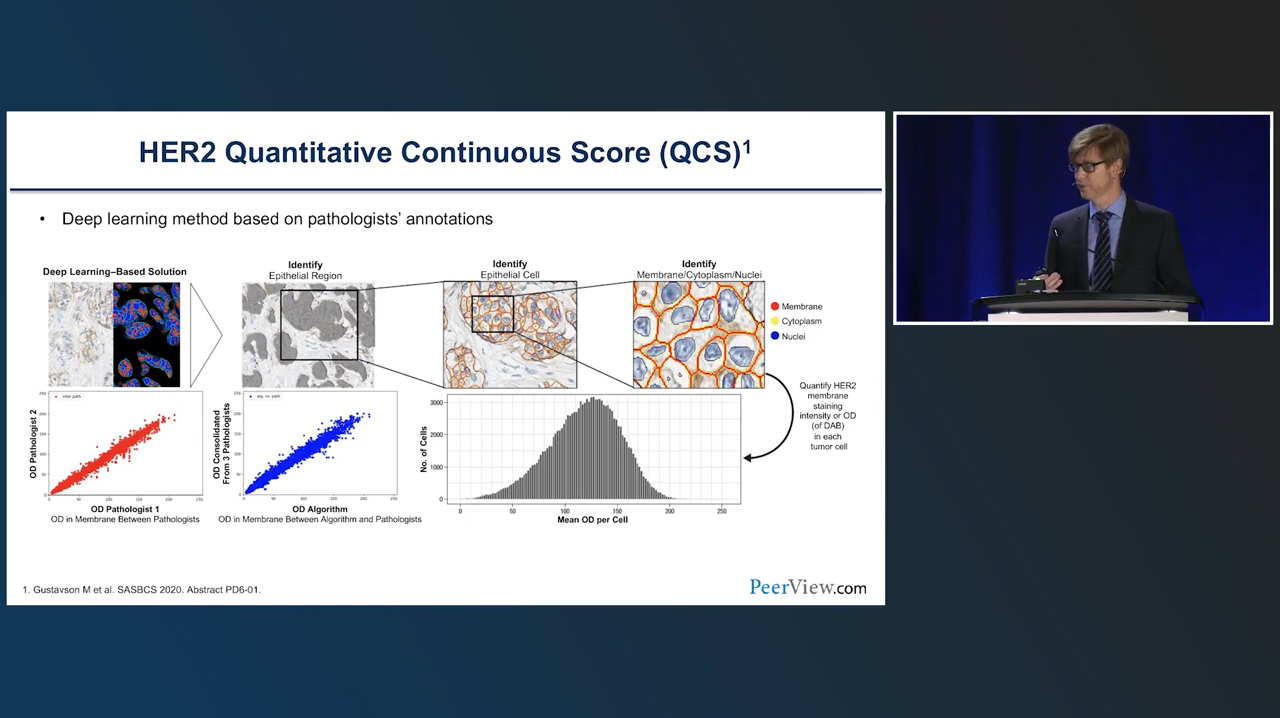 HER2 Quantitative Continuous Score (QCS)1
• Deep learning method based on pathologists' annotations
Deep Learning–Based Solution
Identify
Epithelial Region
Identify
Epithelial Cell
Identify
Membrane/Cytoplasm/Nuclei
Membrane
Cytoplasm
Nuclei
Quantify HER2
membrane
staining
intensity or OD
(of DAB)
in each
tumor cell
OD Pathologist 2
OD Pathologist 1
OD in Membrane Between Pathologists
OD Consolidated
From 3 Pathologists
OD Algorithm
OD in Membrane Between Algorithm and Pathologists
No. of Cells
3000
2000
1000
0
0 50 100 150 200 250
Mean OD per Cell
1. Gustavson M et al. SASBCS 2020. Abstract PD6-01.
PeerView.com